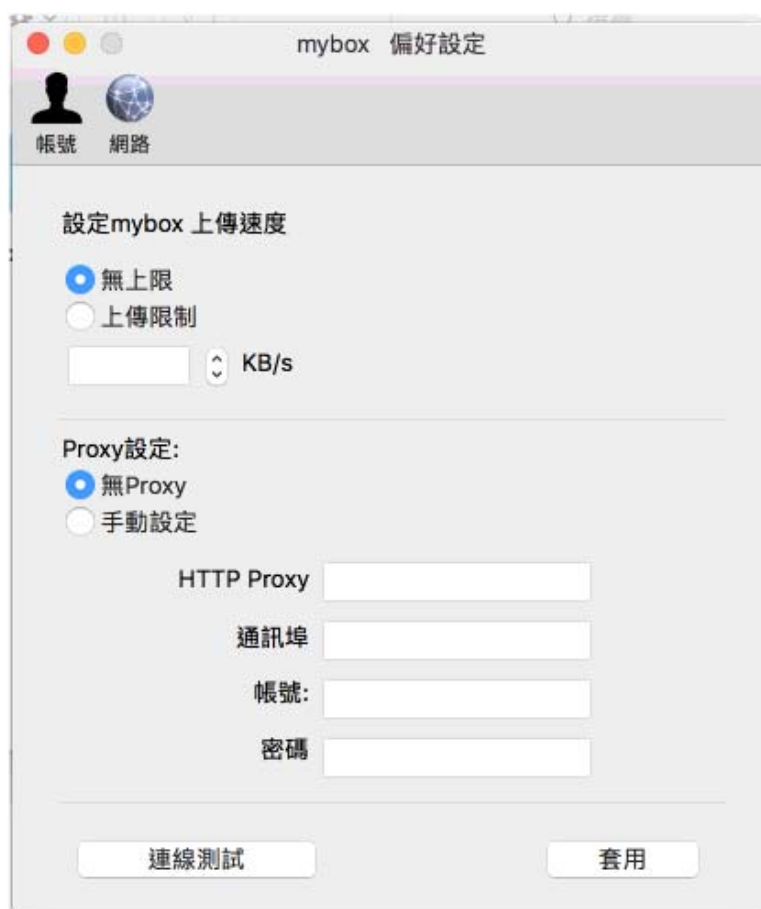 mybox 偏好設定
帳號 網路
設定mybox 上傳速度
無上限
上傳限制
KB/s
Proxy設定:
無Proxy
手動設定
HTTP Proxy
通訊埠
帳號:
密碼
連線測試 套用